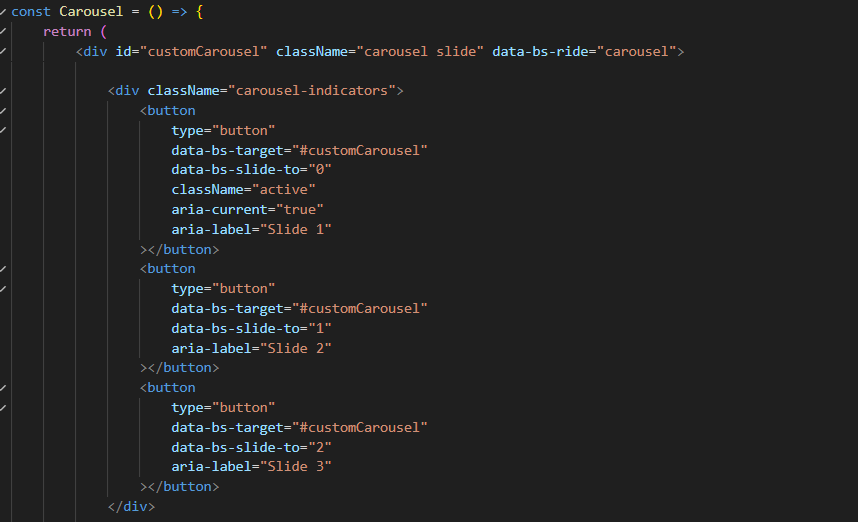 const Carousel = () => {
return (
<div id="customCarousel" className="carousel slide" data-bs-ride="carousel">
<div className="carousel-indicators">
<button
type="button"
data-bs-target="#customCarousel"
data-bs-slide-to="0"
className="active"
aria-current="true"
aria-label="Slide 1"
></button>
<button
type="button"
data-bs-target="#customCarousel"
data-bs-slide-to="1"
aria-label="Slide 2"
></button>
<button
type="button"
data-bs-target="#customCarousel"
data-bs-slide-to="2"
aria-label="Slide 3"
></button>
</div>